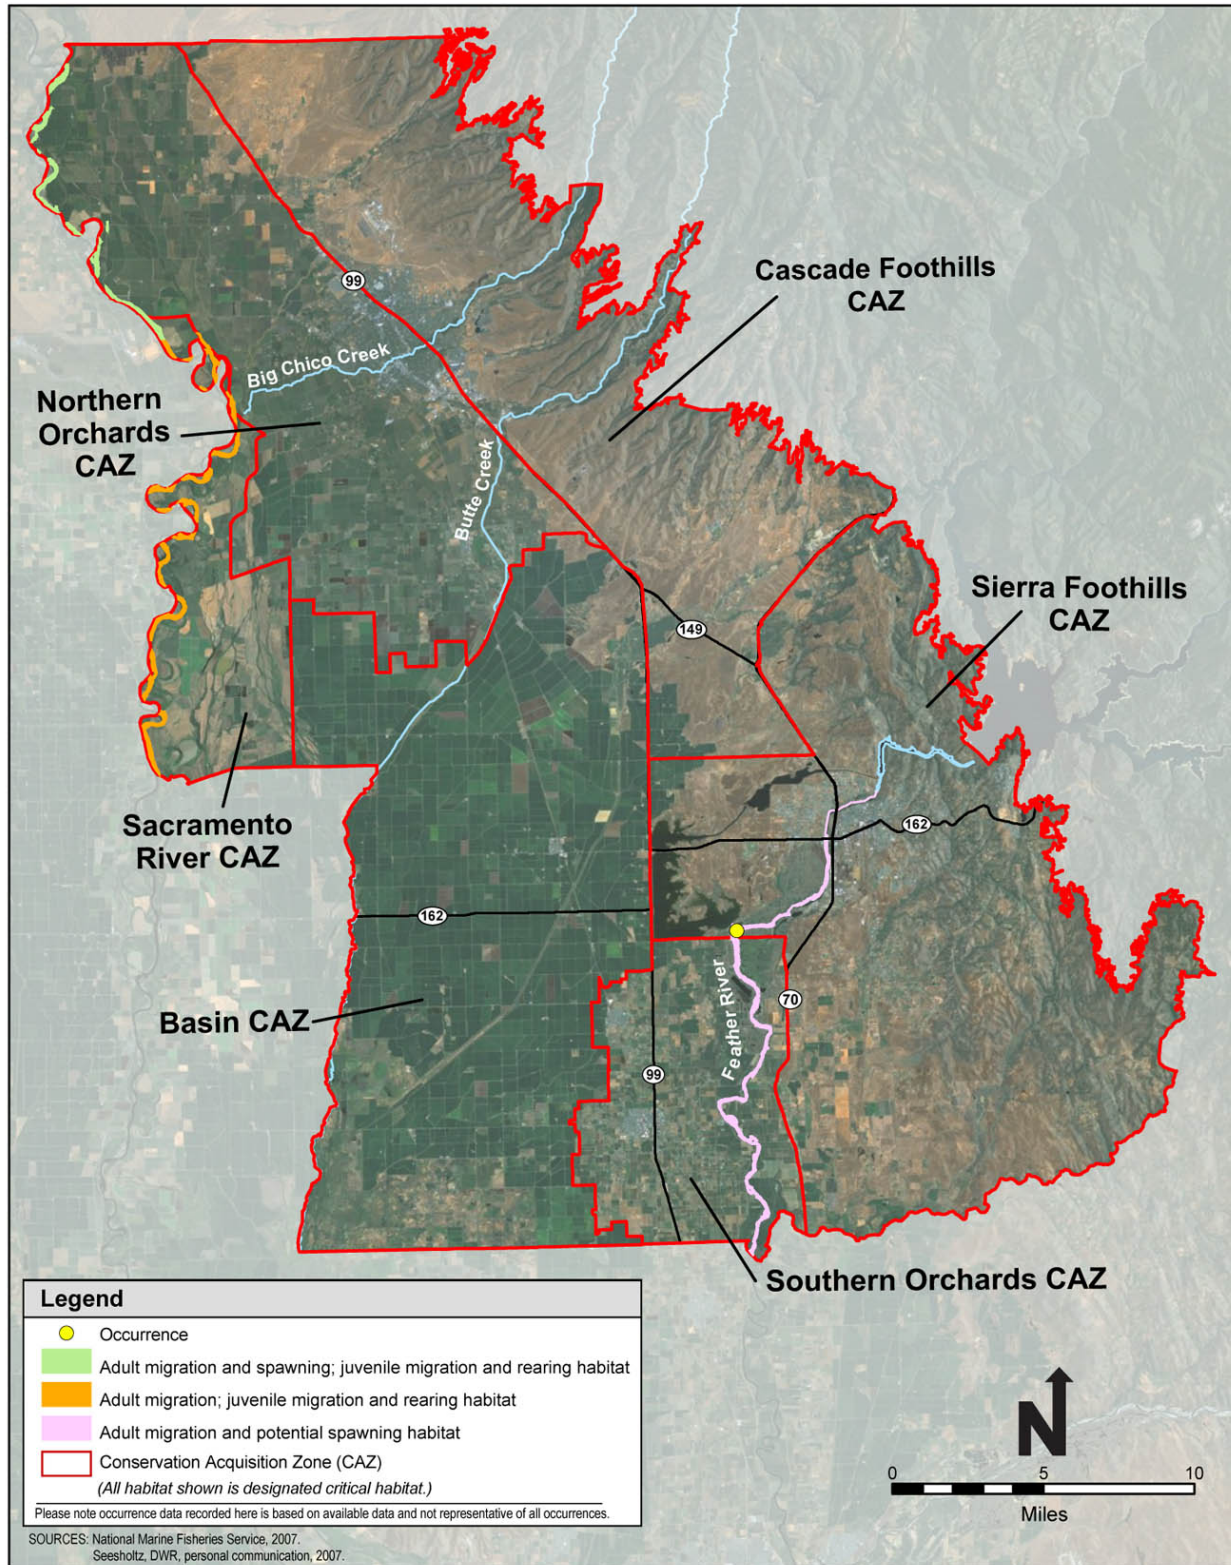 99
Cascade Foothills
CAZ
Big Chico Creek
Northern
Orchards
CAZ
Butte Creek
Sierra Foothills
CAZ
149
Sacramento
River CAZ
162
162
Basin CAZ
Feather River
70
99
Southern Orchards CAZ
Legend
Occurrence
Adult migration and spawning; juvenile migration and rearing habitat
Adult migration; juvenile migration and rearing habitat
Adult migration and potential spawning habitat
Conservation Acquisition Zone (CAZ)
(All habitat shown is designated critical habitat.)
Please note occurrence data recorded here is based on available data and not representative of all occurrences.
SOURCES: National Marine Fisheries Service, 2007.
Seesholtz, DWR, personal communication, 2007.
N
0 5 10
Miles